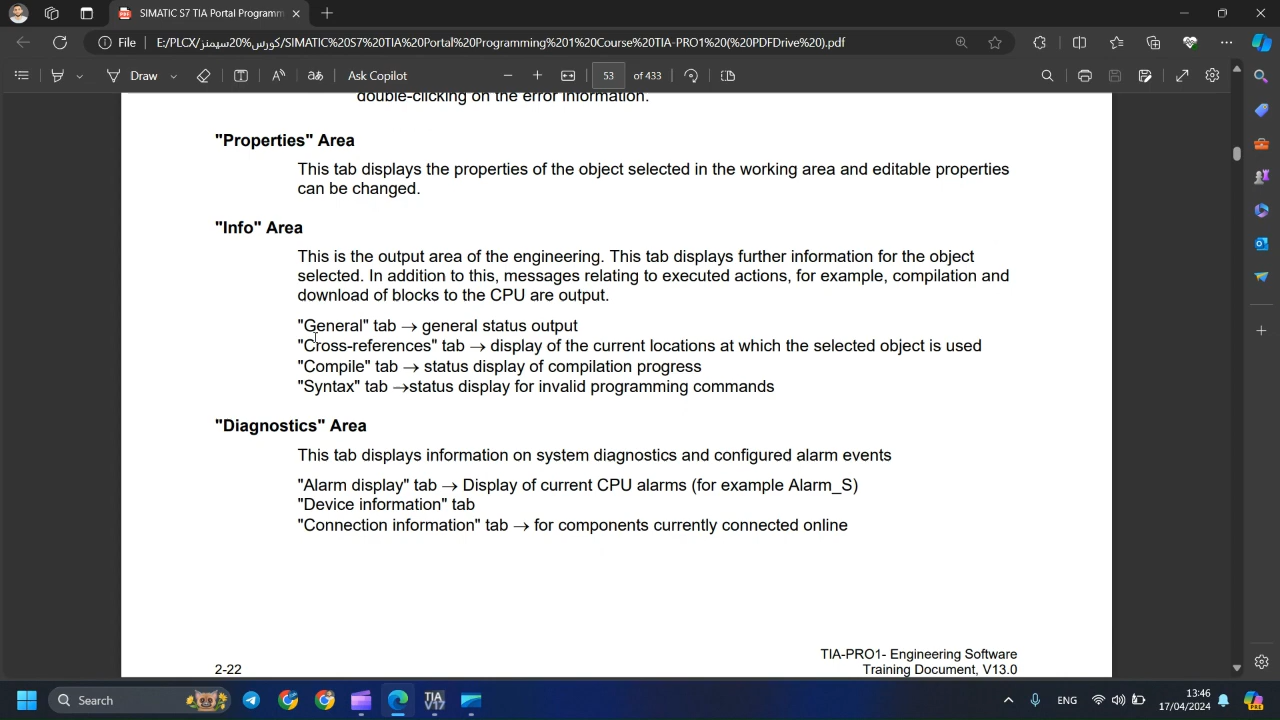 SIMATIC S7 TIA Portal Programm
File
E:/PLCX/كورس%20سيمنز/SIMATIC%20S7%20TIA%20Portal%20Programming%201%20Course%20TIA-PRO1%20(%20PDFDrive%20).pdf
Draw
Ask Copilot
53 of 433
double-clicking on the error information.
"Properties" Area
This tab displays the properties of the object selected in the working area and editable properties
can be changed.
"Info" Area
This is the output area of the engineering. This tab displays further information for the object
selected. In addition to this, messages relating to executed actions, for example, compilation and
download of blocks to the CPU are output.
"General" tab → general status output
"Cross-references" tab → display of the current locations at which the selected object is used
"Compile" tab → status display of compilation progress
"Syntax" tab →status display for invalid programming commands
"Diagnostics" Area
This tab displays information on system diagnostics and configured alarm events
"Alarm display" tab → Display of current CPU alarms (for example Alarm_S)
"Device information" tab
"Connection information" tab → for components currently connected online
TIA-PRO1- Engineering Software
2-22 Training Document, V13.0
Search
TIA
V17
ENG
13:46
17/04/2024